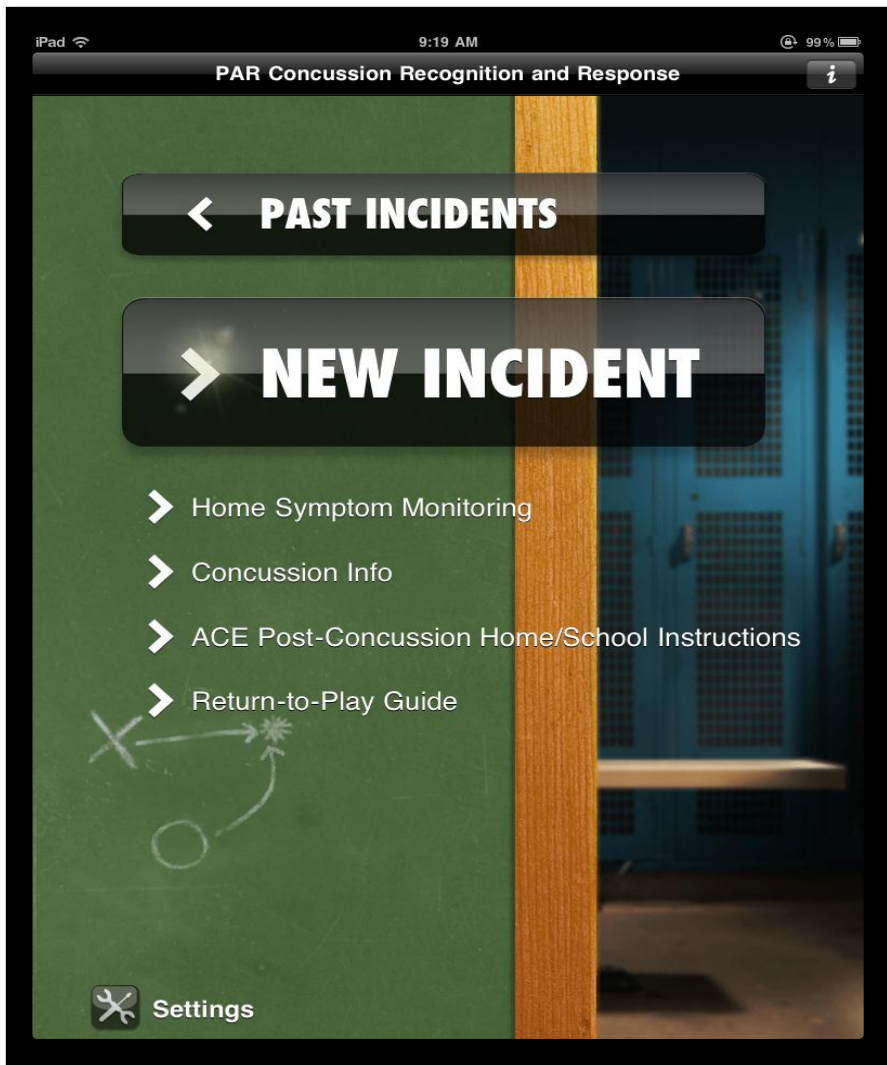 iPad 9:19 AM 99%
PAR Concussion Recognition and Response i
PAST INCIDENTS
NEW INCIDENT
Home Symptom Monitoring
Concussion Info
ACE Post-Concussion Home/School Instructions
Return-to-Play Guide
Settings